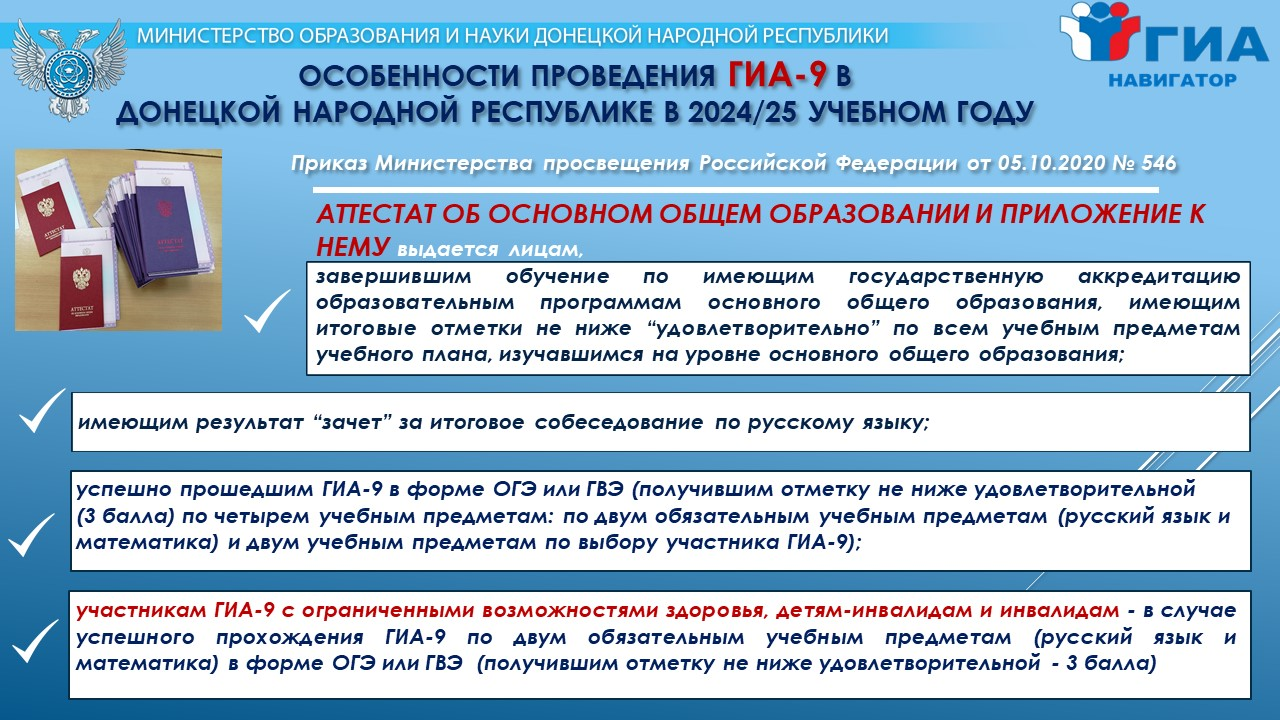 МИНИСТЕРСТВО ОБРАЗОВАНИЯ И НАУКИ ДОНЕЦКОЙ НАРОДНОЙ РЕСПУБЛИКИ
ГИА
НАВИГАТОР
ОСОБЕННОСТИ ПРОВЕДЕНИЯ ГИА-9 В
ДОНЕЦКОЙ НАРОДНОЙ РЕСПУБЛИКЕ В 2024/25 УЧЕБНОМ ГОДУ
Приказ Министерства просвещения Российской Федерации от 05.10.2020 № 546
АТТЕСТАТ ОБ ОСНОВНОМ ОБЩЕМ ОБРАЗОВАНИИ И ПРИЛОЖЕНИЕ К
НЕМУ выдается лицам,
АТТЕСТАТ
АТТЕСТАТ
завершившим обучение по имеющим государственную аккредитацию
образовательным программам основного общего образования, имеющим
итоговые отметки не ниже “удовлетворительно” по всем учебным предметам
учебного плана, изучавшимся на уровне основного общего образования;
имеющим результат “зачет” за итоговое собеседование по русскому языку;
успешно прошедшим ГИА-9 в форме ОГЭ или ГВЭ (получившим отметку не ниже удовлетворительной
(3 балла) по четырем учебным предметам: по двум обязательным учебным предметам (русский язык и
математика) и двум учебным предметам по выбору участника ГИА-9);
участникам ГИА-9 с ограниченными возможностями здоровья, детям-инвалидам и инвалидам - в случае
успешного прохождения ГИА-9 по двум обязательным учебным предметам (русский язык и
математика) в форме ОГЭ или ГВЭ (получившим отметку не ниже удовлетворительной - 3 балла)